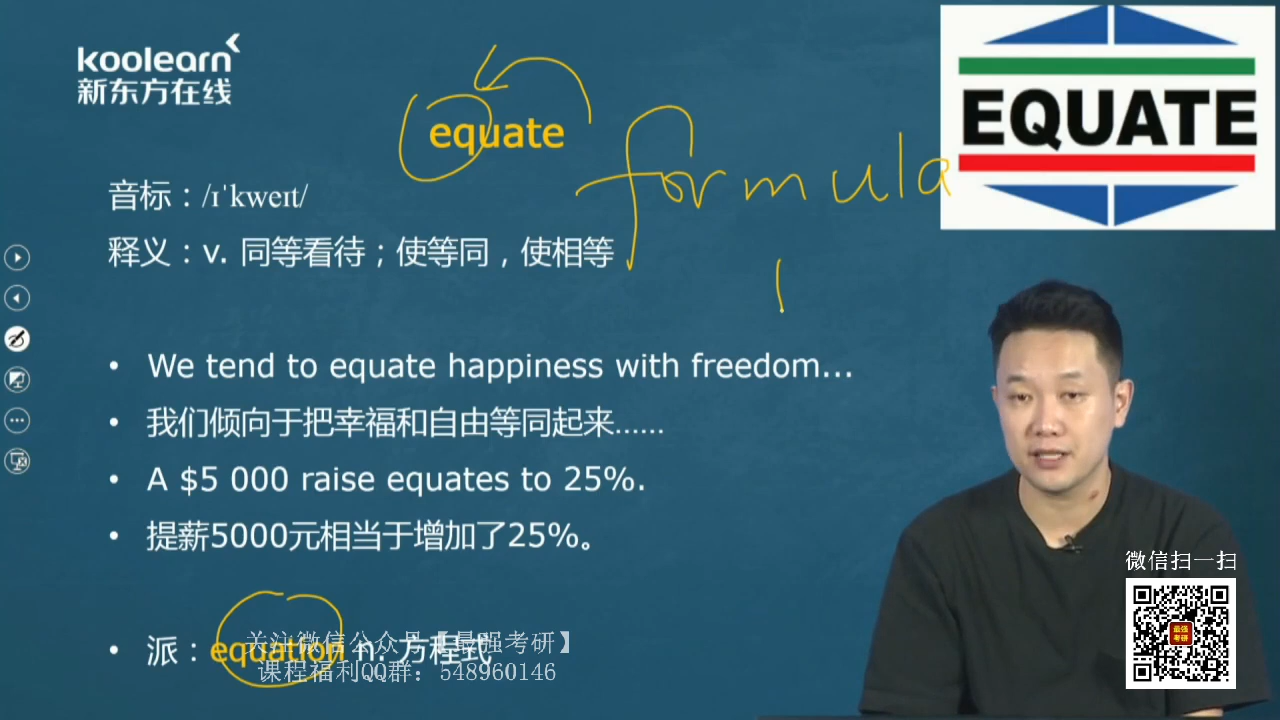 koolearn
新东方在线
equate
EQUATE
formula
音标：/ɪˈkweɪt/
释义：v. 同等看待；使等同，使相等
• We tend to equate happiness with freedom…
• 我们倾向于把幸福和自由等同起来……
• A $5 000 raise equates to 25%.
• 提薪5000元相当于增加了25%。
微信扫一扫
最强考研
• 派：equation n. 方程式
关注微信公众号【最强考研】
课程福利QQ群：548960146